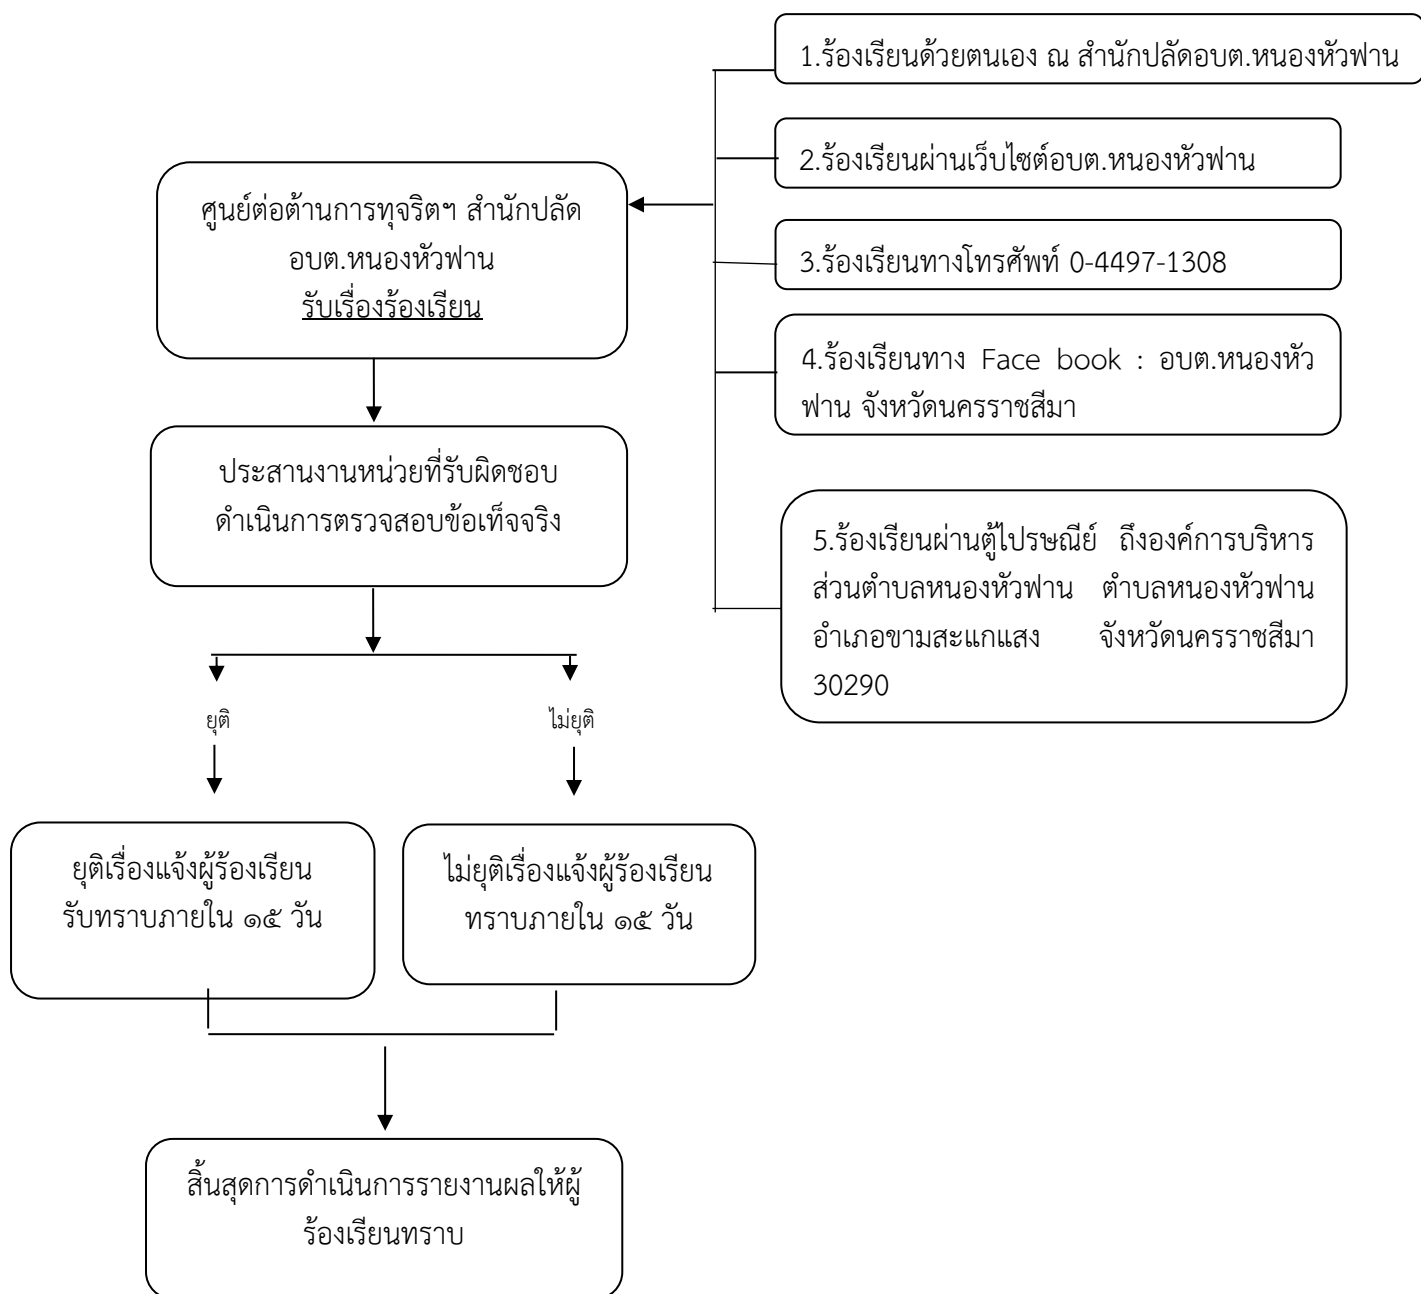 1.ร้องเรียนด้วยตนเอง ณ สำนักปลัดอบต.หนองหัวฟาน
2.ร้องเรียนผ่านเว็บไซต์อบต.หนองหัวฟาน
3.ร้องเรียนทางโทรศัพท์ 0-4497-1308
4.ร้องเรียนทาง Face book : อบต.หนองหัว
ฟาน จังหวัดนครราชสีมา
5.ร้องเรียนผ่านตู้ไปรษณีย์ ถึงองค์การบริหาร
ส่วนตำบลหนองหัวฟาน ตำบลหนองหัวฟาน
อำเภอขามสะแกแสง จังหวัดนครราชสีมา
30290
ศูนย์ต่อต้านการทุจริตฯ สำนักปลัด
อบต.หนองหัวฟาน
รับเรื่องร้องเรียน
ประสานงานหน่วยที่รับผิดชอบ
ดำเนินการตรวจสอบข้อเท็จจริง
ยุติ
ไม่ยุติ
ยุติเรื่องแจ้งผู้ร้องเรียน
รับทราบภายใน ๑๕ วัน
ไม่ยุติเรื่องแจ้งผู้ร้องเรียน
ทราบภายใน ๑๕ วัน
สิ้นสุดการดำเนินการรายงานผลให้ผู้
ร้องเรียนทราบ